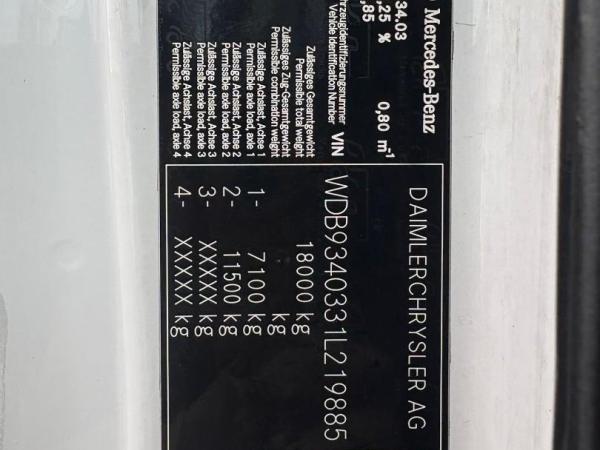 Mercedes-Benz
34.03
,25 % 0,80 m⁻¹
,85
DAIMLERCHRYSLER AG
hrzeugidentifizierungsnummer
Vehicle Identification Number VIN WDB9340331L219885
Zulässiges Gesamtgewicht
Permissible total weight 18000 kg
Zulässiges Zug-Gesamtgewicht
Permissible combination weight kg
Zulässige Achslast, Achse 1
Permissible axle load, axle 1 1- 7100 kg
Zulässige Achslast, Achse 2
Permissible axle load, axle 2 2- 11500 kg
Zulässige Achslast, Achse 3
Permissible axle load, axle 3 3- XXXXX kg
Zulässige Achslast, Achse 4
Permissible axle load, axle 4 4- XXXXX kg